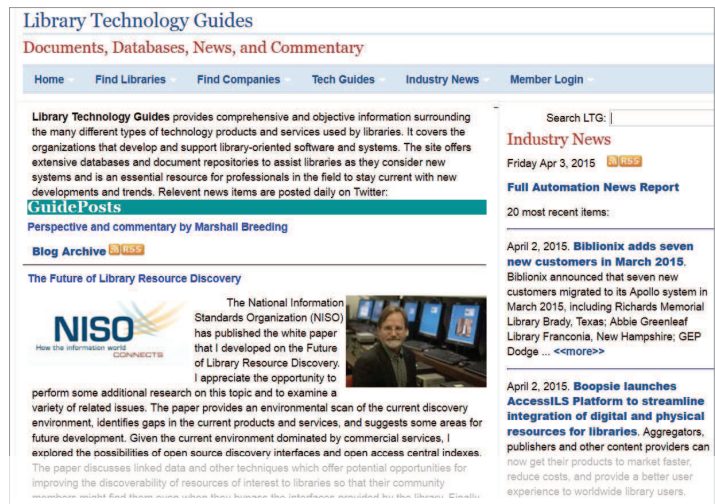 Library Technology Guides
Documents, Databases, News, and Commentary
Home Find Libraries Find Companies Tech Guides Industry News Member Login
Library Technology Guides provides comprehensive and objective information surrounding
the many different types of technology products and services used by libraries. It covers the
organizations that develop and support library-oriented software and systems. The site offers
extensive databases and document repositories to assist libraries as they consider new
systems and is an essential resource for professionals in the field to stay current with new
developments and trends. Relevent news items are posted daily on Twitter:
GuidePosts
Perspective and commentary by Marshall Breeding
Blog Archive RSS
The Future of Library Resource Discovery
NISO
How the information world
CONNECTS
The National Information
Standards Organization (NISO)
has published the white paper
that I developed on the Future
of Library Resource Discovery.
I appreciate the opportunity to
perform some additional research on this topic and to examine a
variety of related issues. The paper provides an environmental scan of the current discovery
environment, identifies gaps in the current products and services, and suggests some areas for
future development. Given the current environment dominated by commercial services, I
explored the possibilities of open source discovery interfaces and open access central indexes.
The paper discusses linked data and other techniques which offer potential opportunities for
improving the discoverability of resources of interest to libraries so that their community
members might find them even when they bypass the interfaces provided by the library. Finally
Search LTG:
Industry News
Friday Apr 3, 2015 RSS
Full Automation News Report
20 most recent items:
April 2, 2015. Biblionix adds seven
new customers in March 2015.
Biblionix announced that seven new
customers migrated to its Apollo system in
March 2015, including Richards Memorial
Library Brady, Texas; Abbie Greenleaf
Library Franconia, New Hampshire; GEP
Dodge ... <<more>>
April 2, 2015. Boopsie launches
AccessILS Platform to streamline
integration of digital and physical
resources for libraries. Aggregators,
publishers and other content providers can
now get their products to market faster,
reduce costs, and provide a better user
experience to worldwide library users.